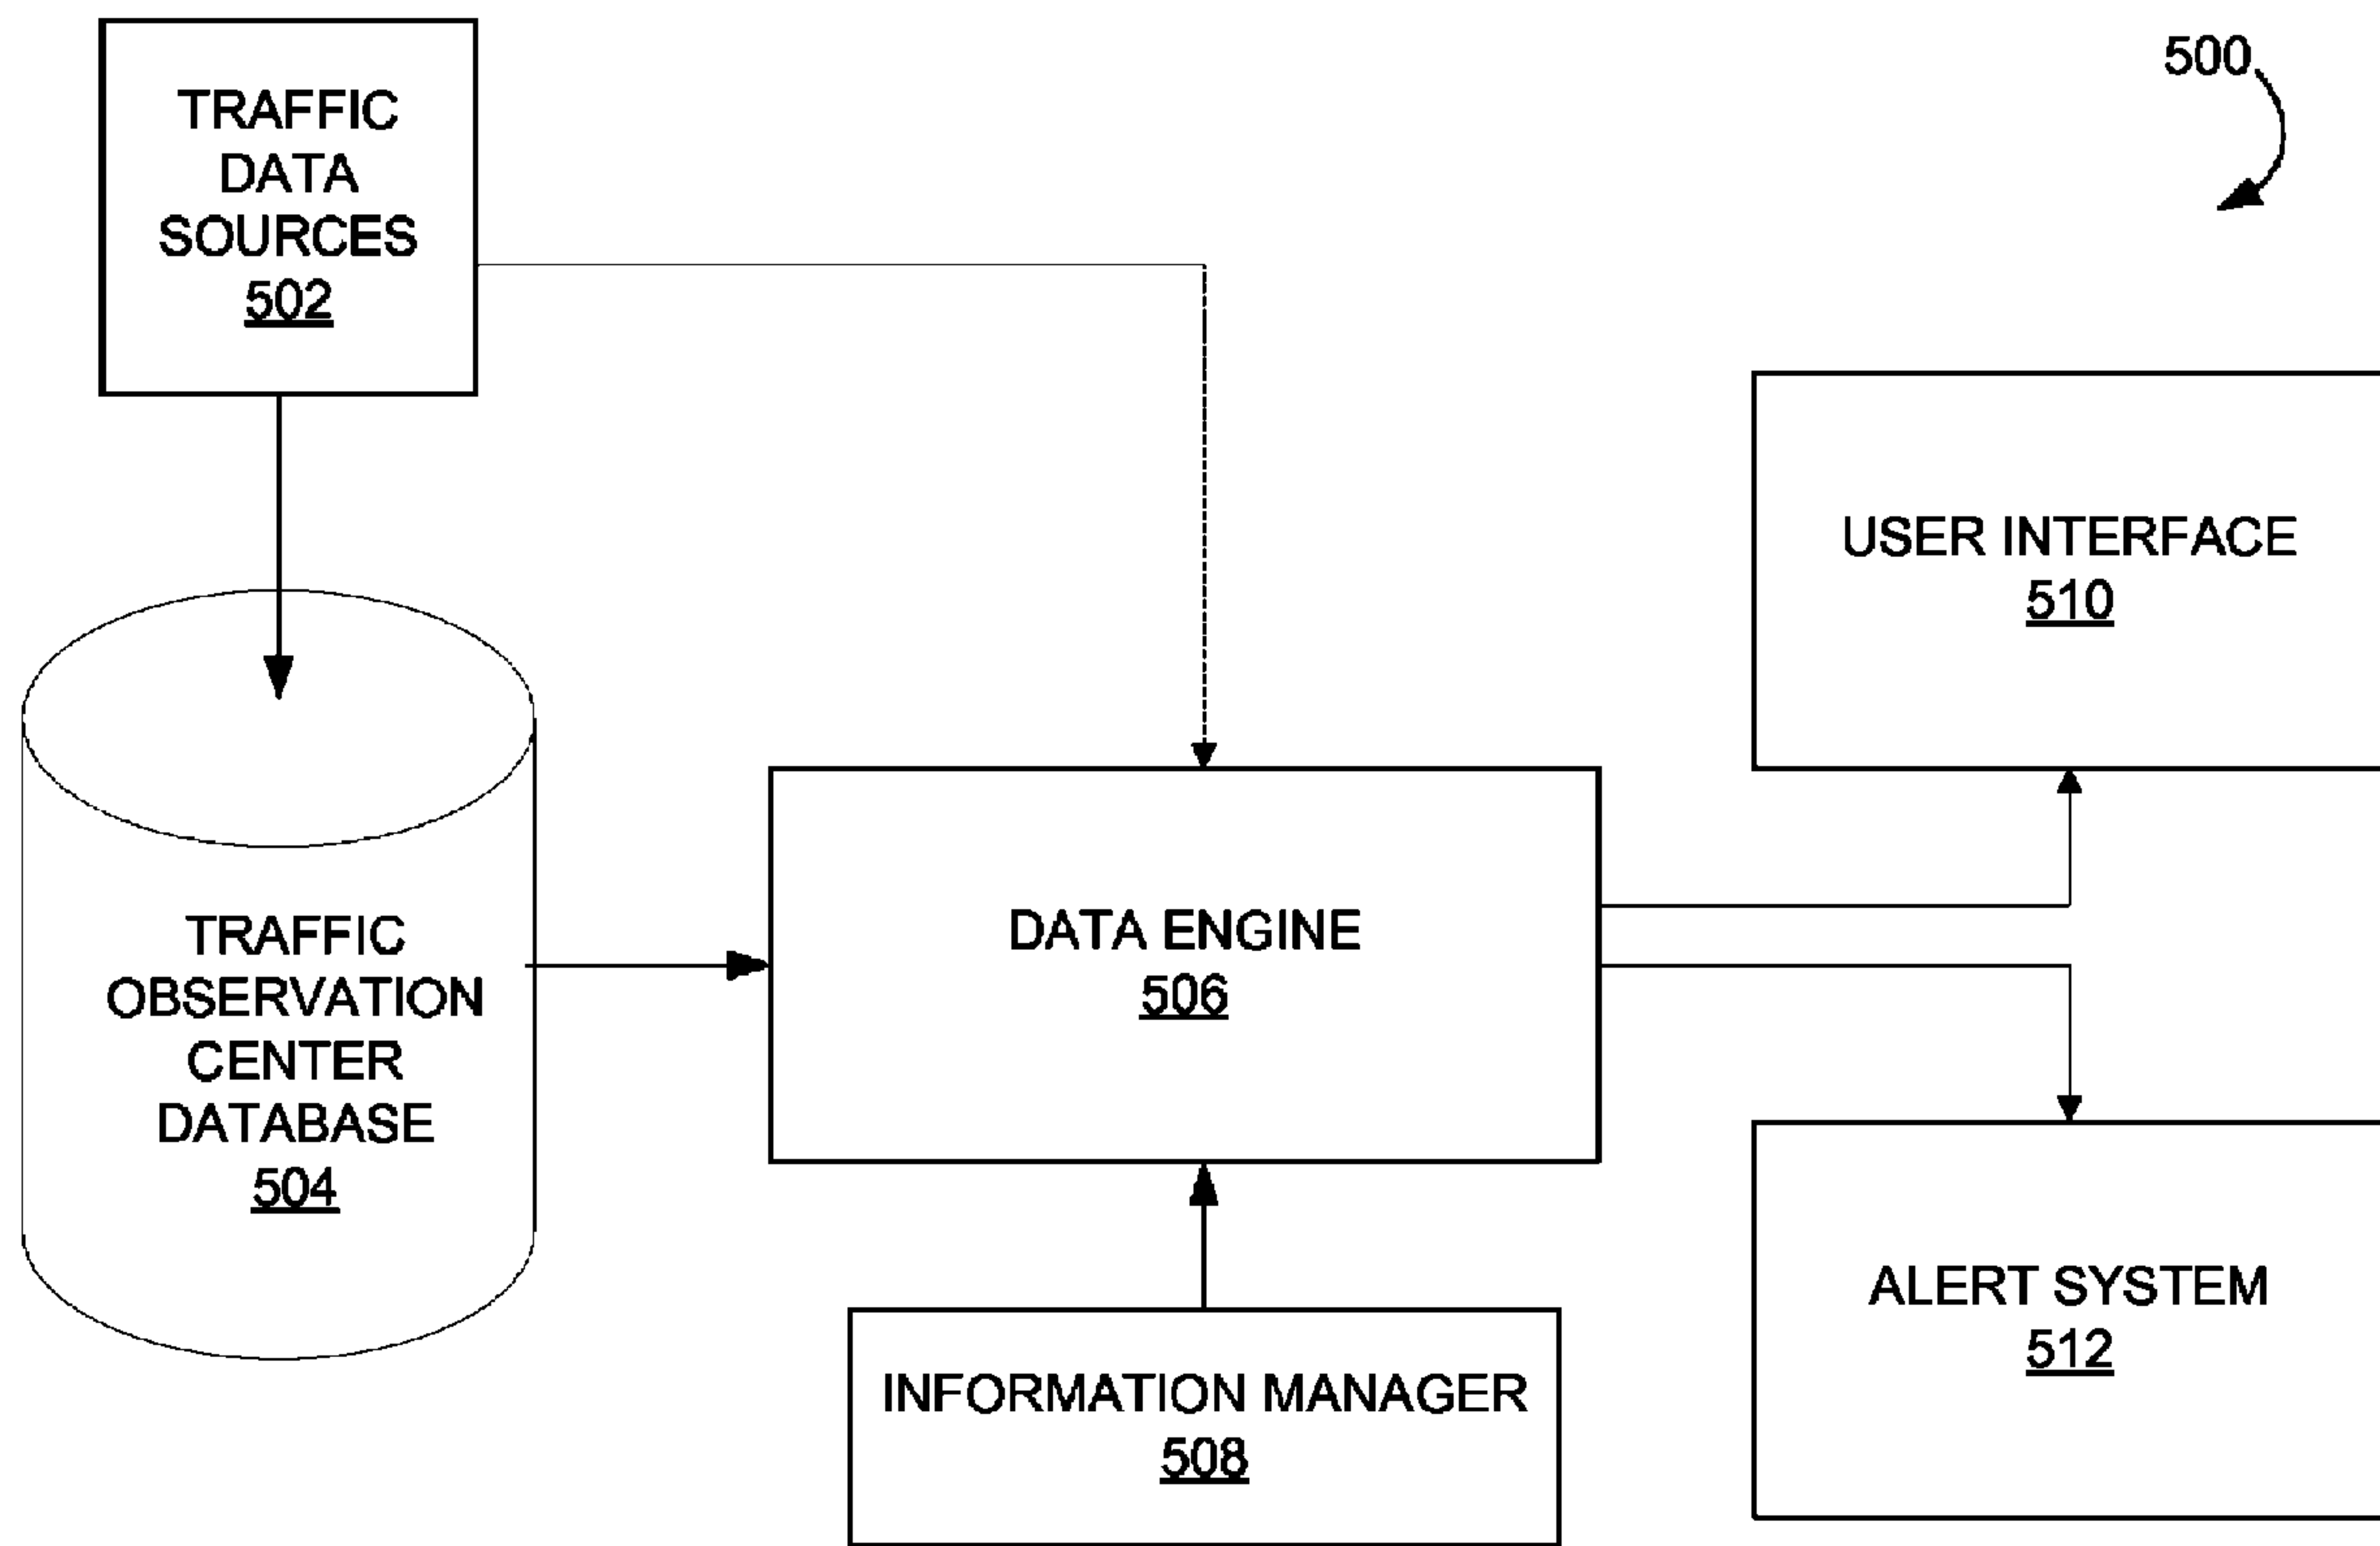 TRAFFIC
DATA
SOURCES
502
500
USER INTERFACE
510
TRAFFIC
OBSERVATION
CENTER
DATABASE
504
DATA ENGINE
506
ALERT SYSTEM
512
INFORMATION MANAGER
508